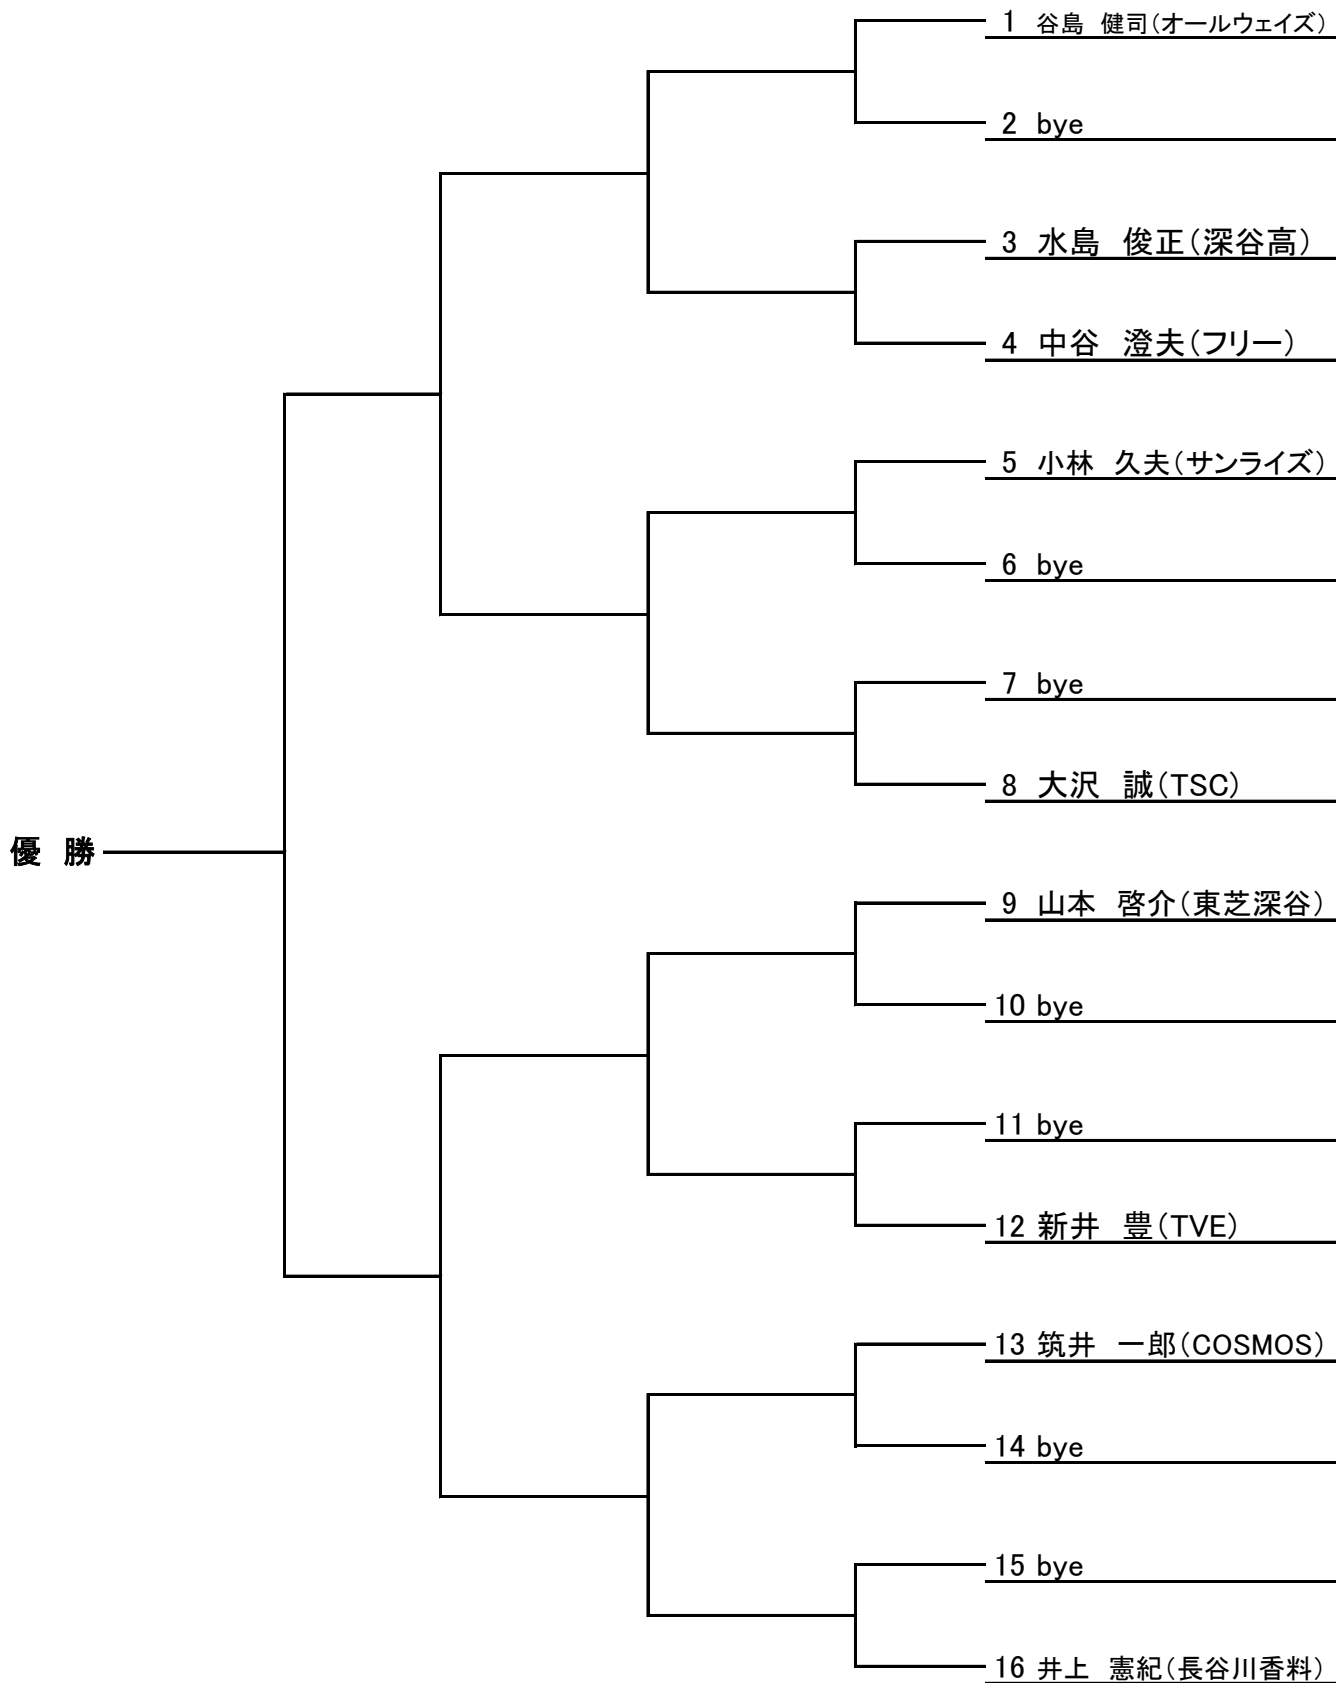 1 谷島　健司（オールウェイズ）
2 bye
3 水島　俊正（深谷高）
4 中谷　澄夫（フリー）
5 小林　久夫（サンライズ）
6 bye
7 bye
8 大沢　誠（TSC）
優　勝
9 山本　啓介（東芝深谷）
10 bye
11 bye
12 新井　豊（TVE）
13 筑井　一郎（COSMOS）
14 bye
15 bye
16 井上　憲紀（長谷川香料）